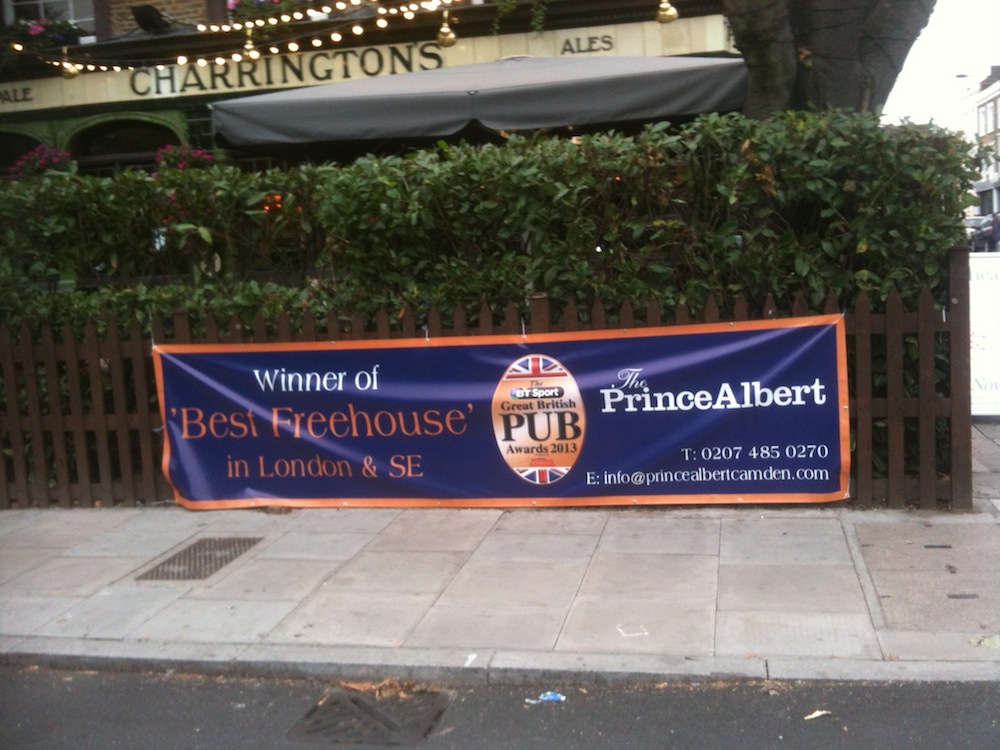 ALE CHARRINGTONS ALES
Winner of
'Best Freehouse'
in London & SE
The
BT Sport
Great British
PUB
Awards 2013
The
PrinceAlbert
T: 0207 485 0270
E: info@princealbertcamden.com